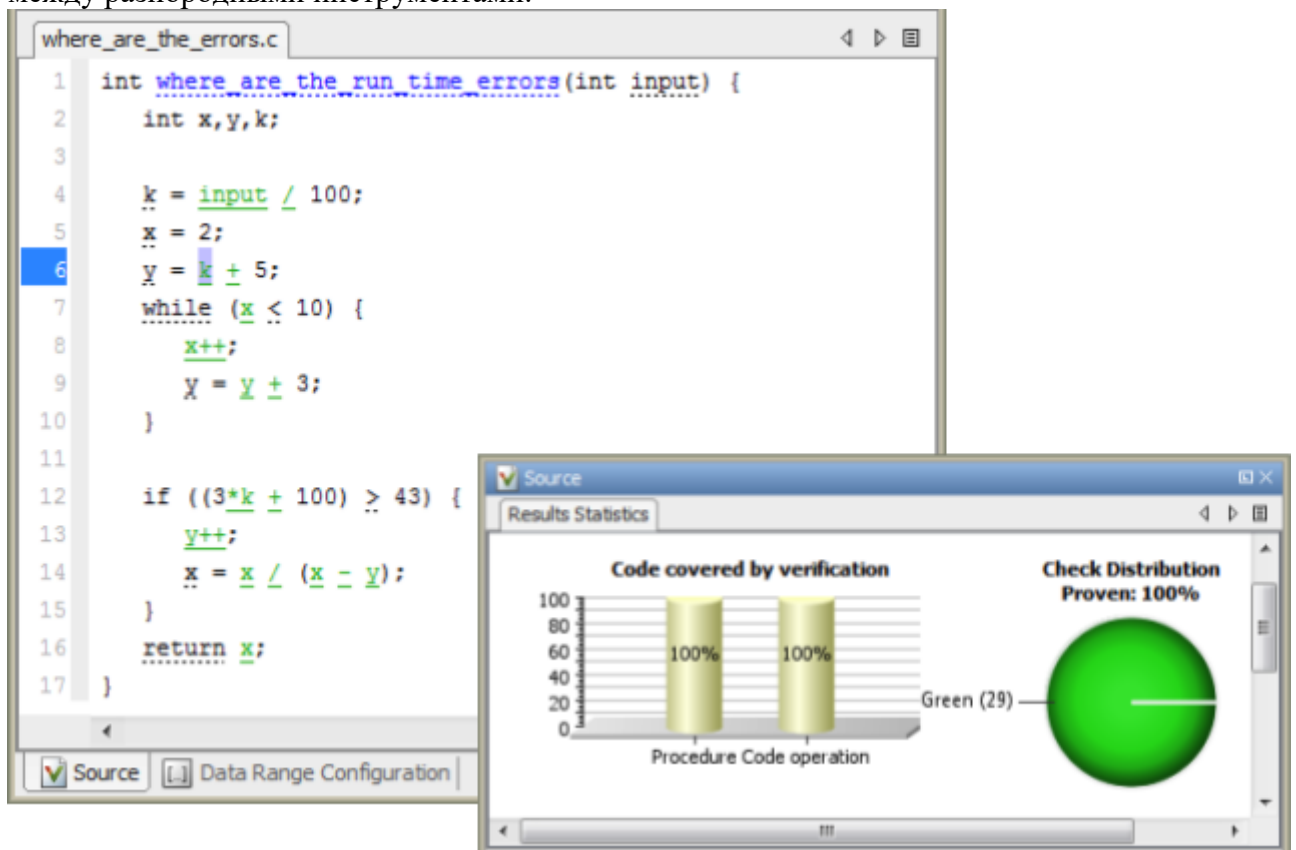 между разнородными инструментами.
where_are_the_errors.c
1 int where_are_the_run_time_errors(int input) {
2 int x,y,k;
3
4 k = input / 100;
5 x = 2;
6 y = k + 5;
7 while (x < 10) {
8 x++;
9 y = y + 3;
10 }
11
12 if ((3*k + 100) > 43) {
13 y++;
14 x = x / (x - y);
15 }
16 return x;
17 }
Source
Data Range Configuration
Source
Results Statistics
Code covered by verification
100
80
60
40
20
0
100%
100%
Procedure Code operation
Check Distribution
Proven: 100%
Green (29)